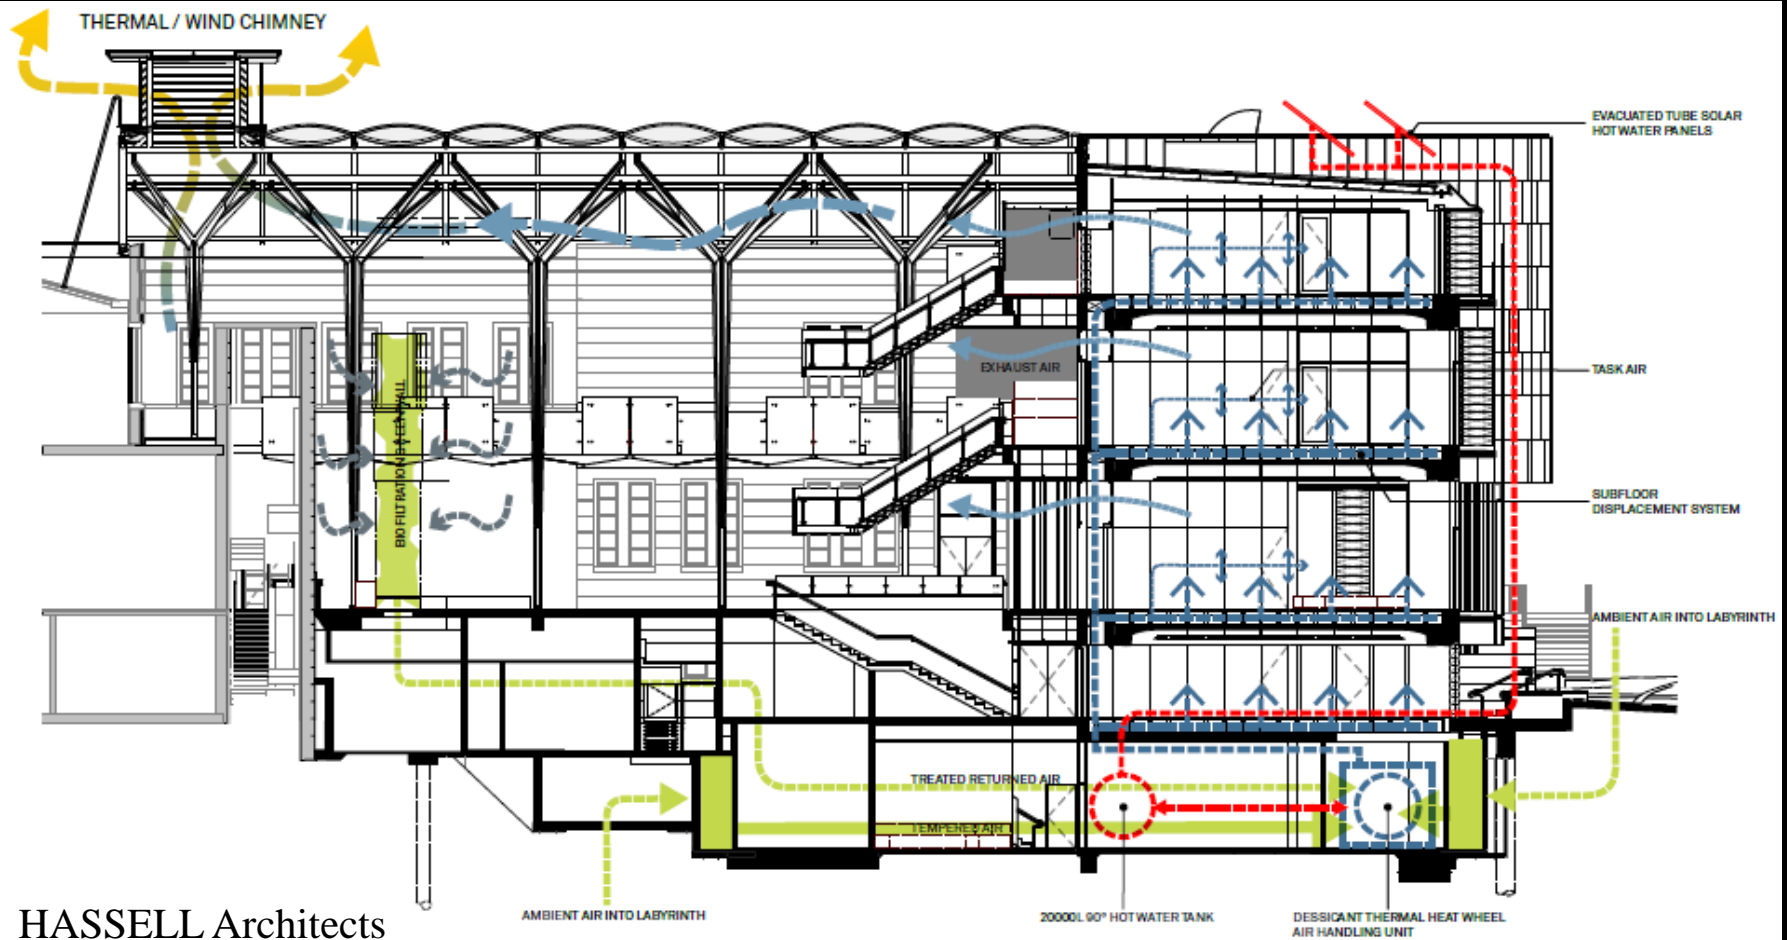 THERMAL / WIND CHIMNEY
EVACUATED TUBE SOLAR
HOT WATER PANELS
EXHAUST AIR
TASK AIR
BIO FILTRATION GREEN WALL
SUBFLOOR
DISPLACEMENT SYSTEM
AMBIENT AIR INTO LABYRINTH
TREATED RETURNED AIR
TEMPERED AIR
AMBIENT AIR INTO LABYRINTH
20000L 90° HOT WATER TANK
DESSICANT THERMAL HEAT WHEEL
AIR HANDLING UNIT
HASSELL Architects